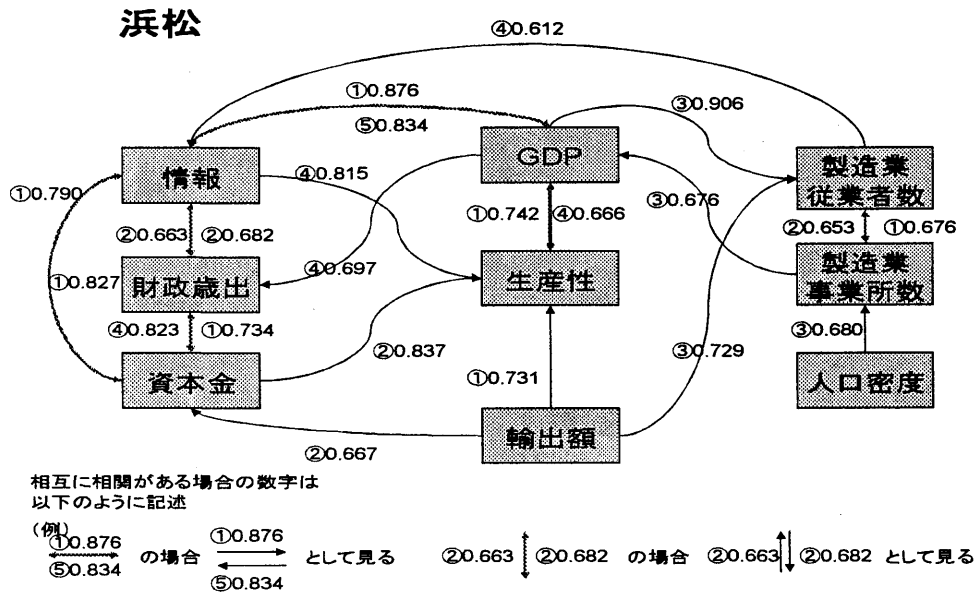 浜松
④0.612
①0.876
⑤0.834
③0.906
GDP
情報
製造業
従業者数
①0.790
④0.815
③0.676
①0.742 ④0.666
②0.663 ②0.682
②0.653 ①0.676
①0.827
財政歳出
④0.697
生産性
製造業
事業所数
④0.823 ①0.734
③0.680
②0.837
③0.729
資本金
①0.731
人口密度
輸出額
②0.667
相互に相関がある場合の数字は
以下のように記述
(例)
①0.876
⑤0.834
の場合
①0.876
⑤0.834
として見る
②0.663 ②0.682 の場合 ②0.663 ②0.682 として見る